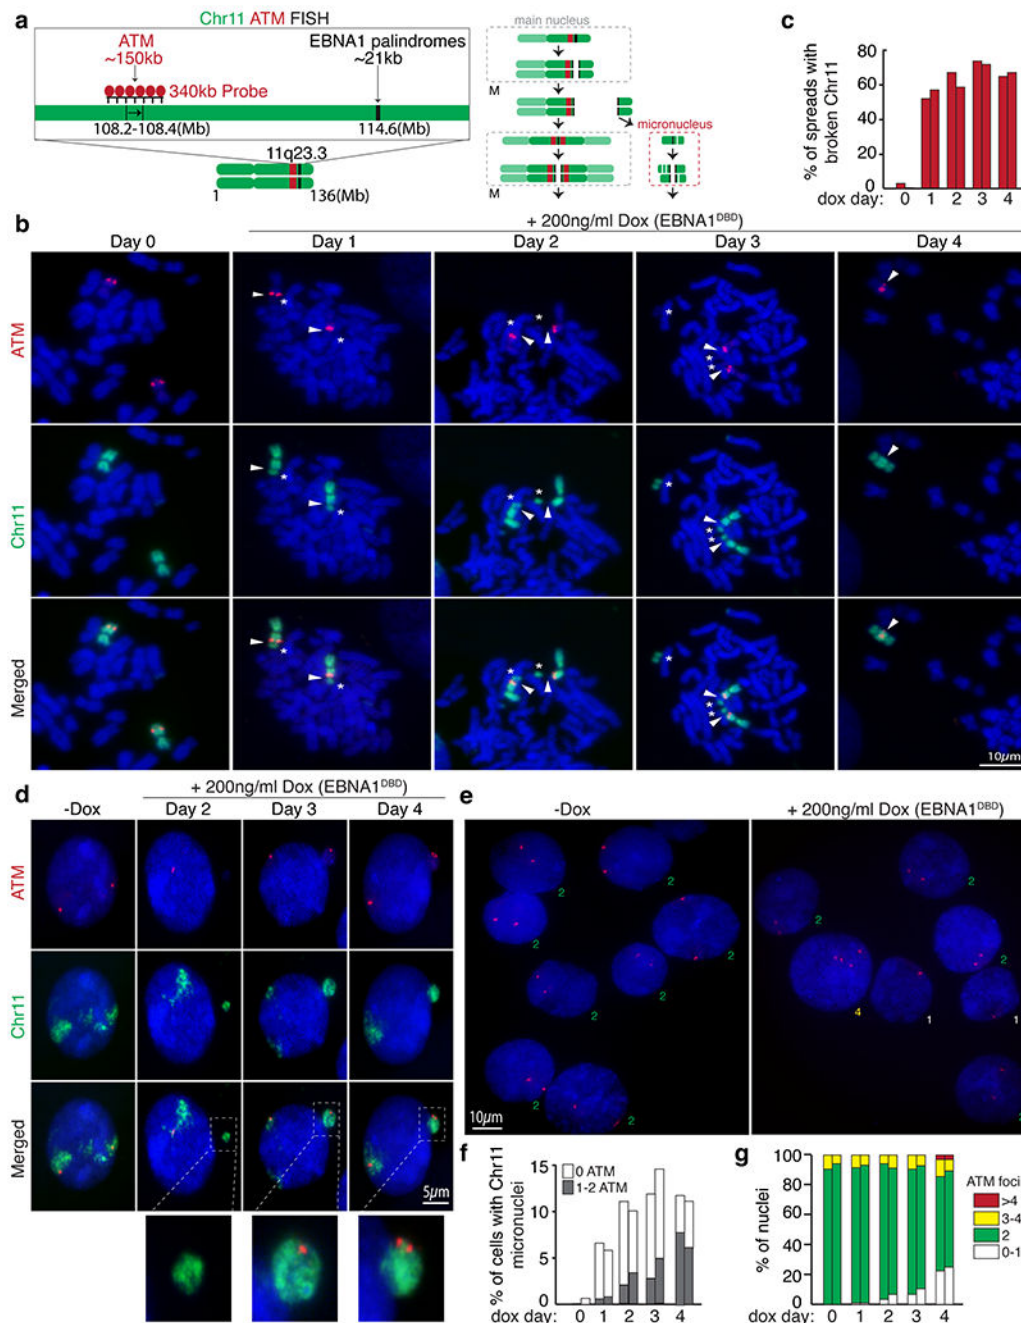 a
Chr11 ATM FISH
ATM
~150kb
EBNA1 palindromes
~21kb
340kb Probe
108.2-108.4(Mb)
114.6(Mb)
11q23.3
1
136(Mb)
main nucleus
M
micronucleus
M
c
% of spreads with
broken Chr11
80
60
40
20
0
dox day: 0 1 2 3 4
b
+ 200ng/ml Dox (EBNA1DBD)
Day 0 Day 1 Day 2 Day 3 Day 4
ATM
* * * * * * *
Chr11
* * * * * * *
Merged
* * * * * * *
10µm
d
+ 200ng/ml Dox (EBNA1DBD)
-Dox Day 2 Day 3 Day 4
ATM
Chr11
Merged
5µm
e
-Dox
+ 200ng/ml Dox (EBNA1DBD)
2
2
2
2
2
2
2
10µm
2
2
2
4
1
1
2
f
% of cells with Chr11
micronuclei
15
10
5
0
0 ATM
1-2 ATM
dox day: 0 1 2 3 4
g
% of nuclei
100
80
60
40
20
0
dox day: 0 1 2 3 4
ATM foci
>4
3-4
2
0-1